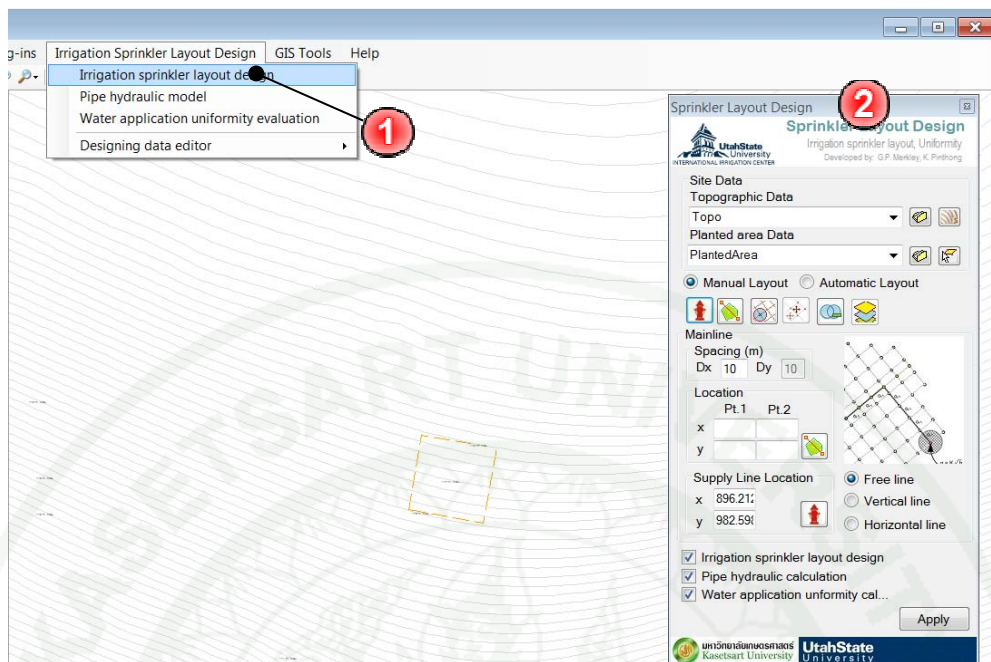 g-ins Irrigation Sprinkler Layout Design GIS Tools Help
Irrigation sprinkler layout design
Pipe hydraulic model
Water application uniformity evaluation
Designing data editor
1
2
Sprinkler Layout Design
Sprinkler Layout Design
Irrigation sprinkler layout, Uniformity
Developed by: G.P. Merkley, K. Pinthong
UtahState
University
INTERNATIONAL IRRIGATION CENTER
Site Data
Topographic Data
Topo
Planted area Data
PlantedArea
Manual Layout Automatic Layout
Mainline
Spacing (m)
Dx 10 Dy 10
Location
Pt.1 Pt.2
x
y
Supply Line Location
x 896.212
y 982.598
Free line
Vertical line
Horizontal line
Irrigation sprinkler layout design
Pipe hydraulic calculation
Water application unformity cal...
Apply
มหาวิทยาลัยเกษตรศาสตร์
Kasetsart University
UtahState
University